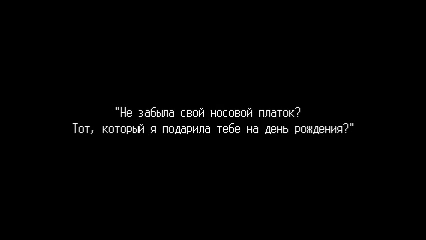 "Не забыла свой носовой платок?
Тот, который я подарила тебе на день рождения?"